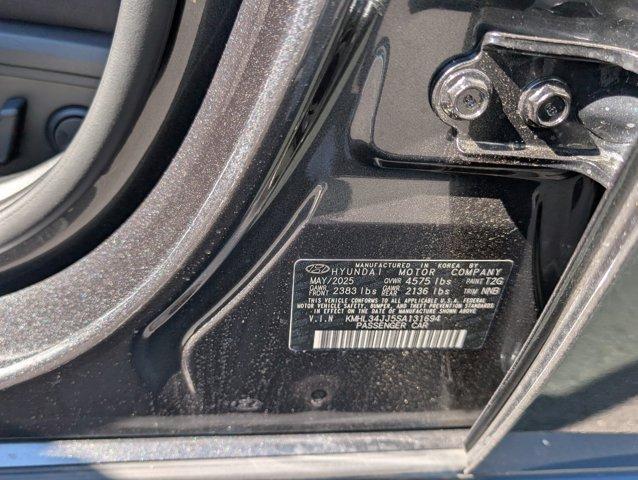 MANUFACTURED IN KOREA BY
HYUNDAI MOTOR COMPANY
MAY/2025 GVWR 4575 lbs PAINT T2G
GAWR FRONT 2383 lbs GAWR REAR 2136 lbs TRIM NNB
THIS VEHICLE CONFORMS TO ALL APPLICABLE U.S.A. FEDERAL
MOTOR VEHICLE SAFETY, BUMPER, AND THEFT PREVENTION STANDARDS
IN EFFECT ON THE DATE OF MANUFACTURE SHOWN ABOVE
V.I.N KMHL34JJ5SA131694
PASSENGER CAR